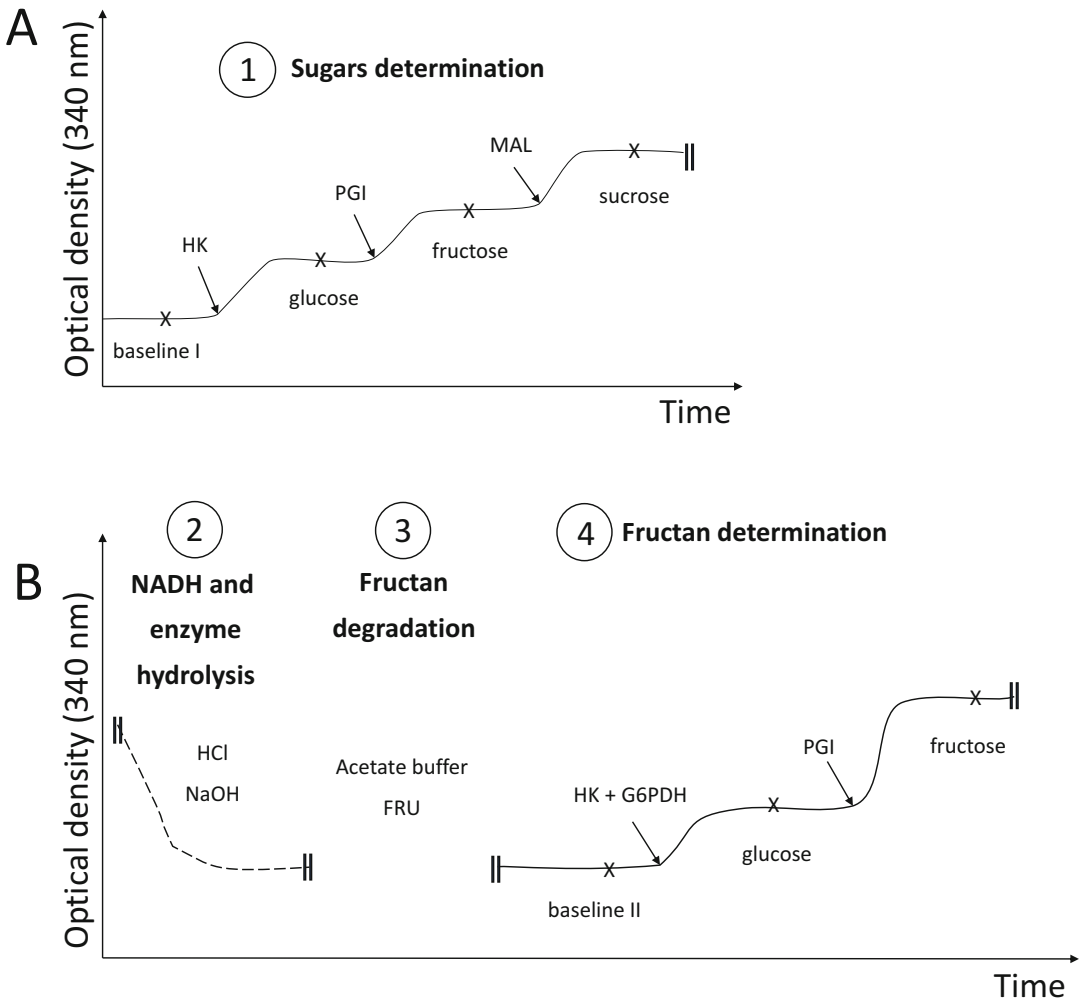 A
Optical density (340 nm)
1 Sugars determination
MAL
X
sucrose
PGI
X
fructose
HK
X
glucose
X
baseline I
Time
B
Optical density (340 nm)
2
NADH and
enzyme
hydrolysis
HCl
NaOH
3
Fructan
degradation
Acetate buffer
FRU
4 Fructan determination
X
fructose
PGI
HK + G6PDH
X
glucose
X
baseline II
Time